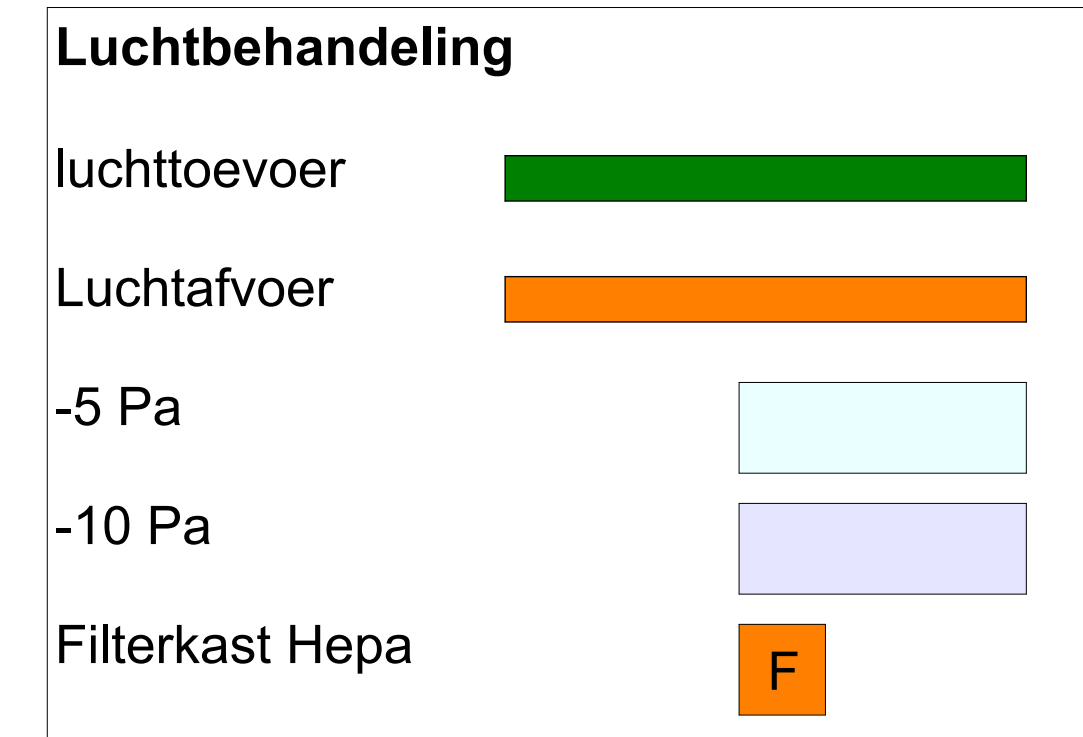 Luchtbehandeling
luchttoevoer
Luchtafvoer
-5 Pa
-10 Pa
Filterkast Hepa
F